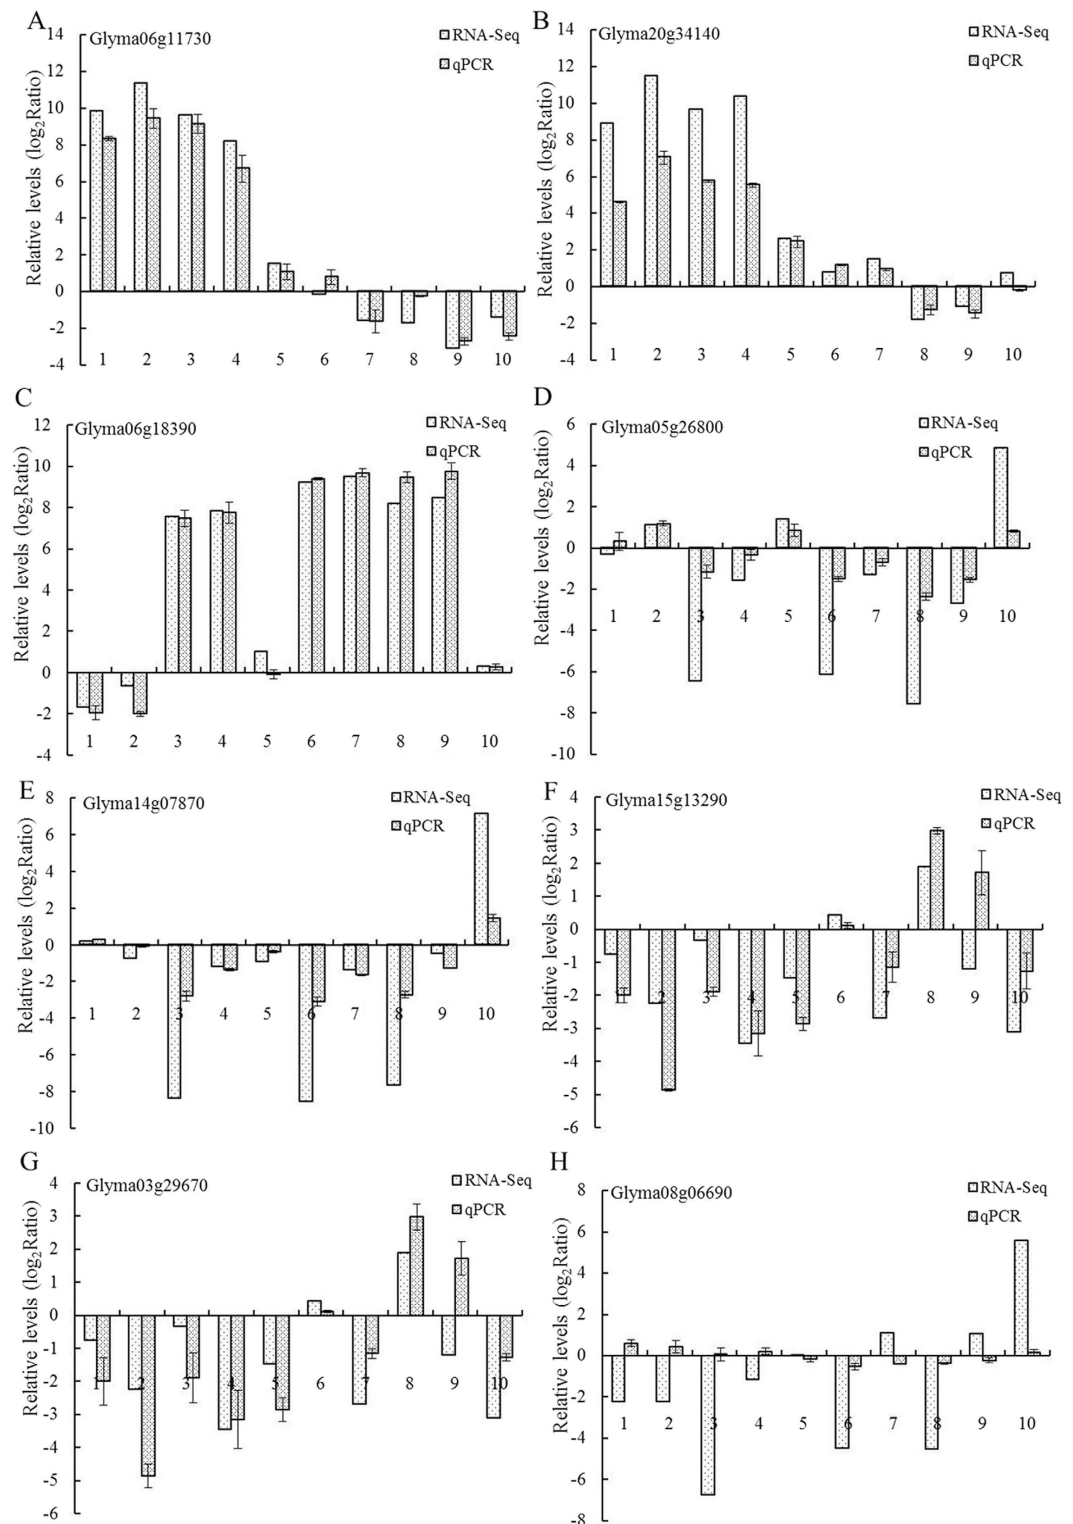 A
Glyma06g11730
RNA-Seq
qPCR
Relative levels (log2Ratio)
14
12
10
8
6
4
2
0
-2
-4
1 2 3 4 5 6 7 8 9 10
B
Glyma20g34140
RNA-Seq
qPCR
Relative levels (log2Ratio)
14
12
10
8
6
4
2
0
-2
-4
1 2 3 4 5 6 7 8 9 10
C
Glyma06g18390
RNA-Seq
qPCR
Relative levels (log2Ratio)
12
10
8
6
4
2
0
-2
-4
1 2 3 4 5 6 7 8 9 10
D
Glyma05g26800
RNA-Seq
qPCR
Relative levels (log2Ratio)
6
4
2
0
-2
-4
-6
-8
-10
1 2 3 4 5 6 7 8 9 10
E
Glyma14g07870
RNA-Seq
qPCR
Relative levels (log2Ratio)
8
6
4
2
0
-2
-4
-6
-8
-10
1 2 3 4 5 6 7 8 9 10
F
Glyma15g13290
RNA-Seq
qPCR
Relative levels (log2Ratio)
4
3
2
1
0
-1
-2
-3
-4
-5
-6
1 2 3 4 5 6 7 8 9 10
G
Glyma03g29670
RNA-Seq
qPCR
Relative levels (log2Ratio)
4
3
2
1
0
-1
-2
-3
-4
-5
-6
1 2 3 4 5 6 7 8 9 10
H
Glyma08g06690
RNA-Seq
qPCR
Relative levels (log2Ratio)
8
6
4
2
0
-2
-4
-6
-8
1 2 3 4 5 6 7 8 9 10